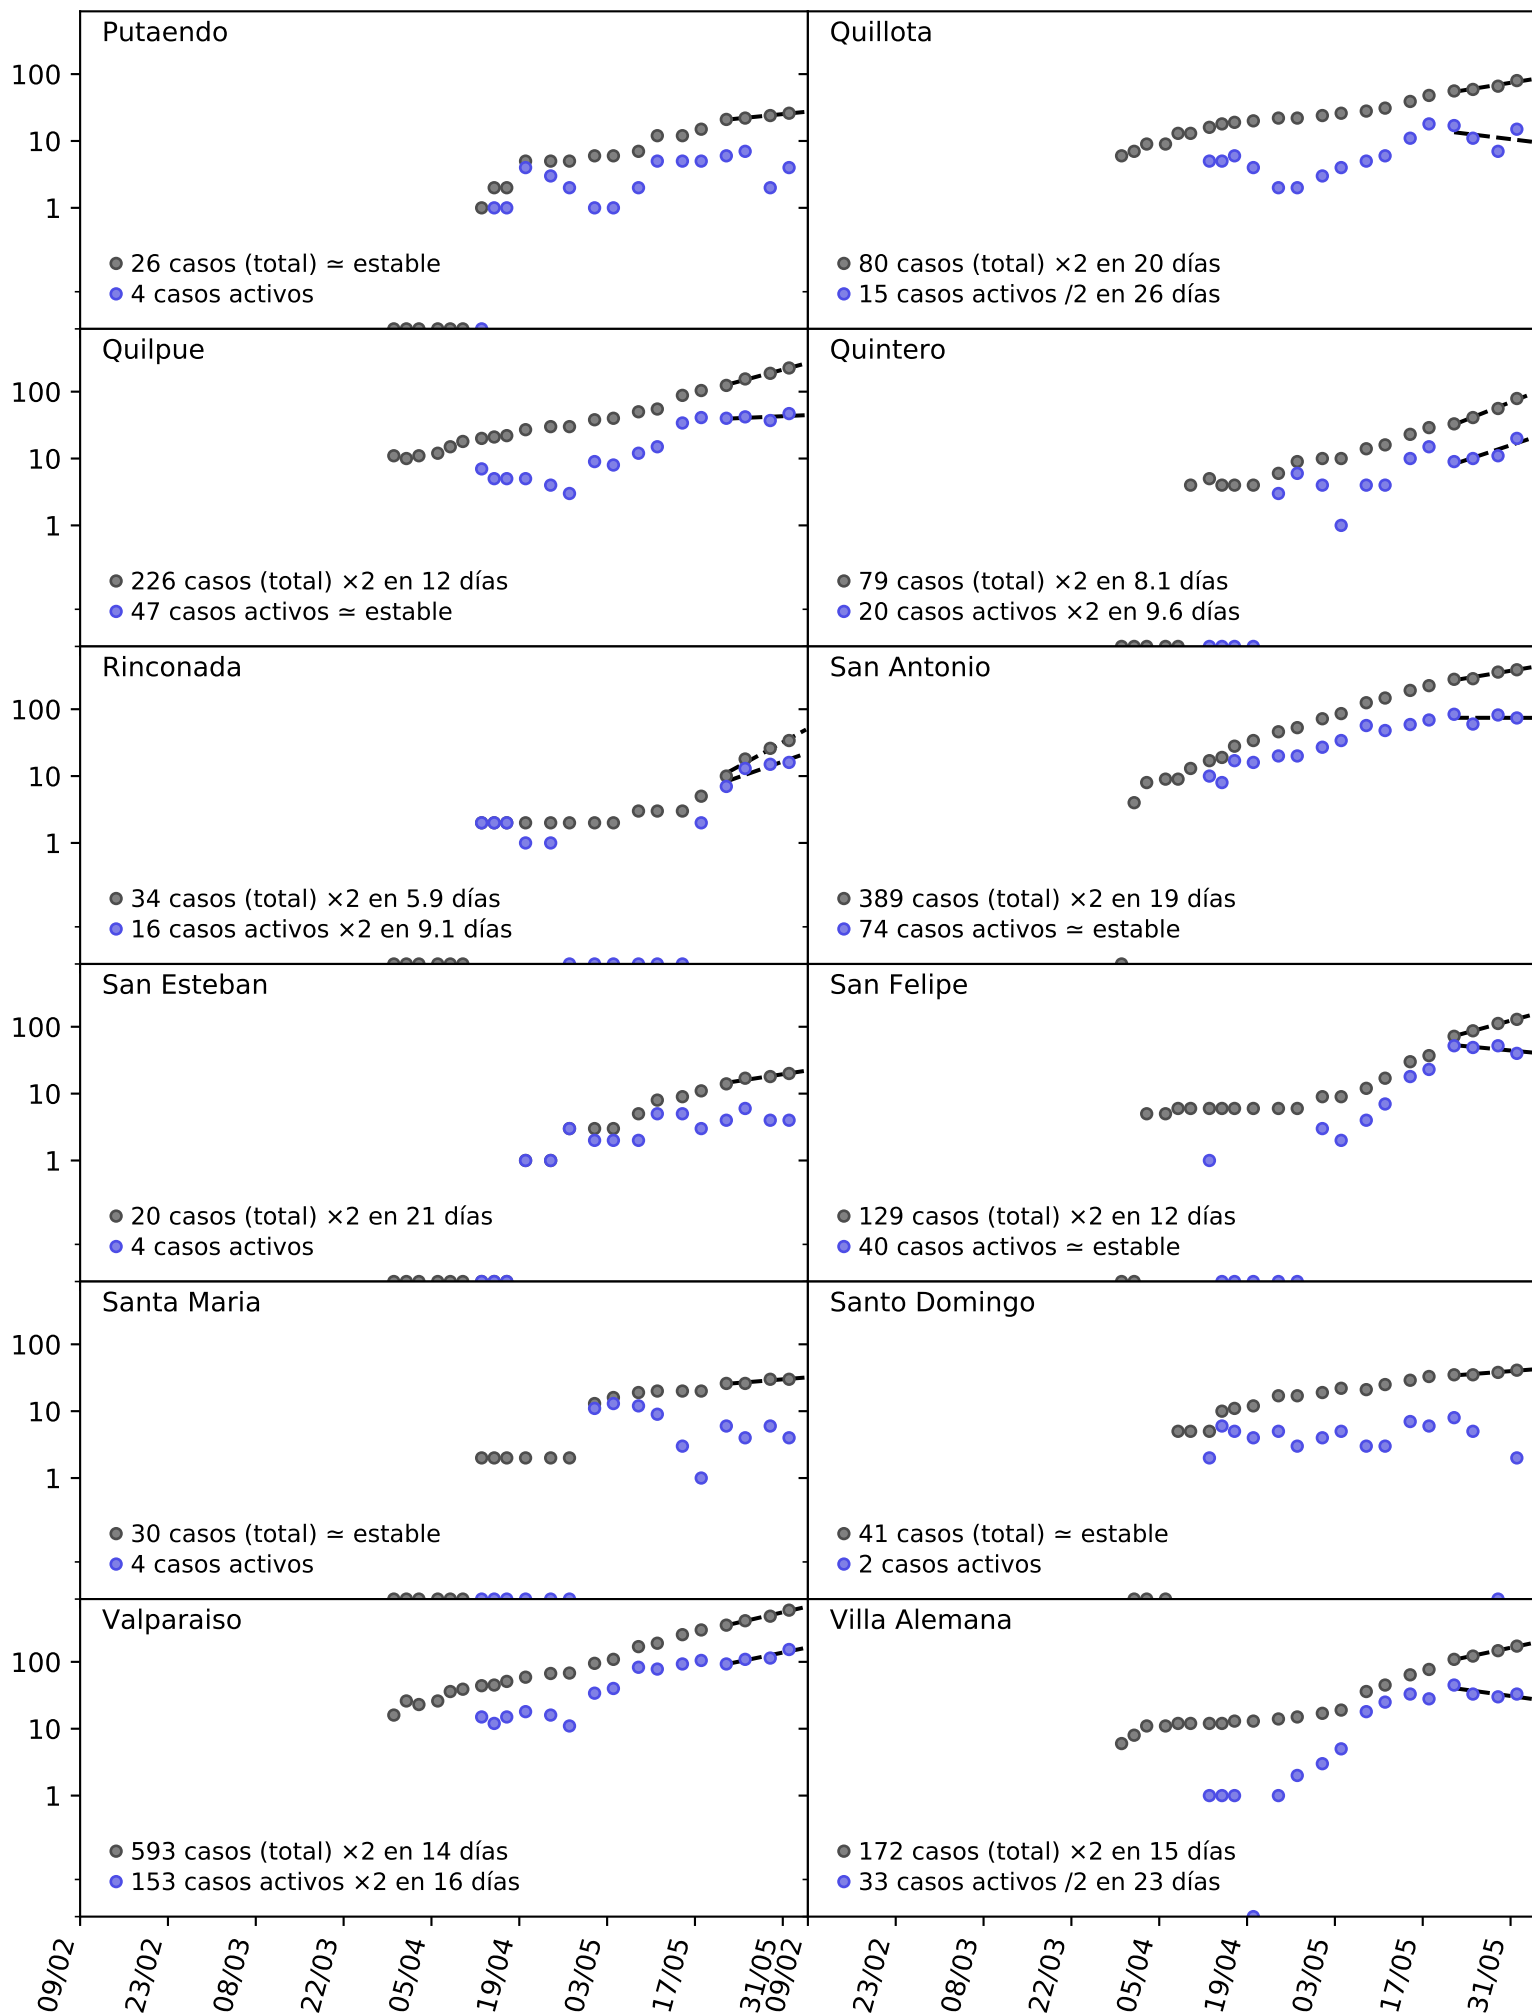 Putaendo
100
10
1
26 casos (total) ≃ estable
4 casos activos
Quillota
80 casos (total) ×2 en 20 días
15 casos activos /2 en 26 días
Quilpue
100
10
1
226 casos (total) ×2 en 12 días
47 casos activos ≃ estable
Quintero
79 casos (total) ×2 en 8.1 días
20 casos activos ×2 en 9.6 días
Rinconada
100
10
1
34 casos (total) ×2 en 5.9 días
16 casos activos ×2 en 9.1 días
San Antonio
389 casos (total) ×2 en 19 días
74 casos activos ≃ estable
San Esteban
100
10
1
20 casos (total) ×2 en 21 días
4 casos activos
San Felipe
129 casos (total) ×2 en 12 días
40 casos activos ≃ estable
Santa Maria
100
10
1
30 casos (total) ≃ estable
4 casos activos
Santo Domingo
41 casos (total) ≃ estable
2 casos activos
Valparaiso
100
10
1
593 casos (total) ×2 en 14 días
153 casos activos ×2 en 16 días
Villa Alemana
172 casos (total) ×2 en 15 días
33 casos activos /2 en 23 días
09/02
23/02
08/03
22/03
05/04
19/04
03/05
17/05
31/05
09/02
23/02
08/03
22/03
05/04
19/04
03/05
17/05
31/05